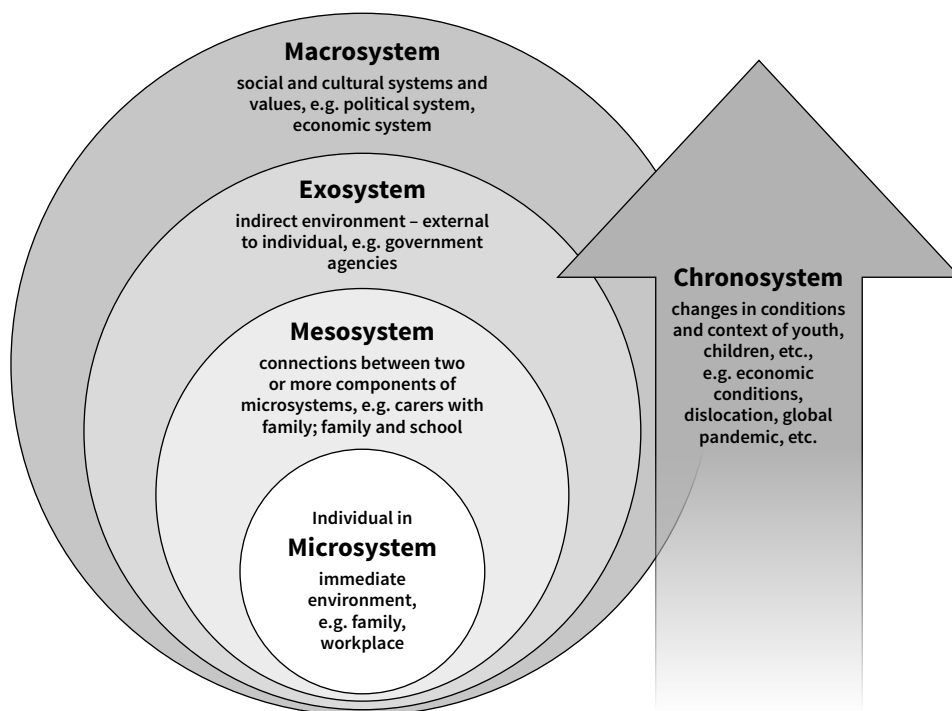 Macrosystem
social and cultural systems and
values, e.g. political system,
economic system
Exosystem
indirect environment – external
to individual, e.g. government
agencies
Mesosystem
connections between two
or more components of
microsystems, e.g. carers with
family; family and school
Individual in
Microsystem
immediate
environment,
e.g. family,
workplace
Chronosystem
changes in conditions
and context of youth,
children, etc.,
e.g. economic
conditions,
dislocation, global
pandemic, etc.